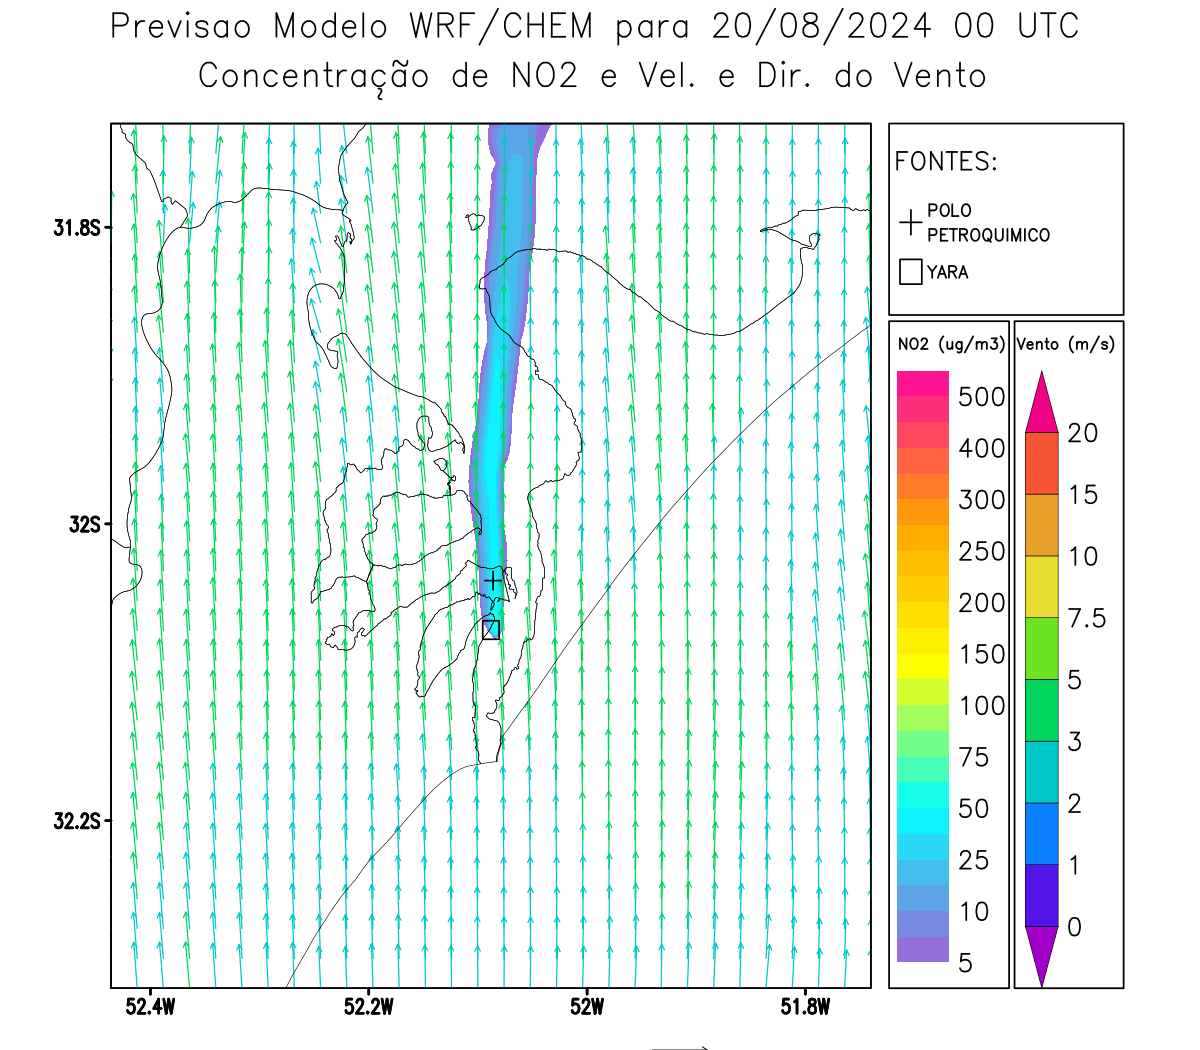 Previsao Modelo WRF/CHEM para 20/08/2024 00 UTC
Concentração de NO2 e Vel. e Dir. do Vento
FONTES:
POLO
PETROQUIMICO
YARA
31.8S
32S
32.2S
52.4W
52.2W
52W
51.8W
NO2 (ug/m3)
500
400
300
250
200
150
100
75
50
25
10
5
Vento (m/s)
20
15
10
7.5
5
3
2
1
0